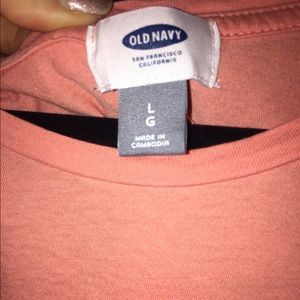 OLD NAVY
SAN FRANCISCO
CALIFORNIA
L
G
MADE IN
CAMBODIA